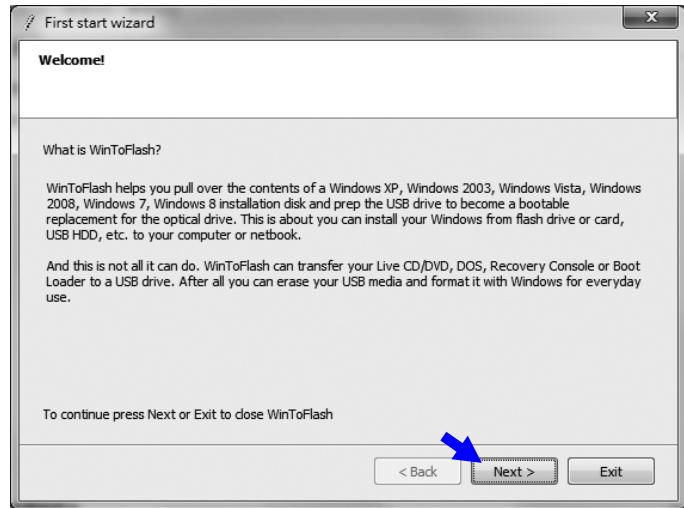 First start wizard
Welcome!
What is WinToFlash?
WinToFlash helps you pull over the contents of a Windows XP, Windows 2003, Windows Vista, Windows
2008, Windows 7, Windows 8 installation disk and prep the USB drive to become a bootable
replacement for the optical drive. This is about you can install your Windows from flash drive or card,
USB HDD, etc. to your computer or netbook.
And this is not all it can do. WinToFlash can transfer your Live CD/DVD, DOS, Recovery Console or Boot
Loader to a USB drive. After all you can erase your USB media and format it with Windows for everyday
use.
To continue press Next or Exit to close WinToFlash
< Back Next > Exit